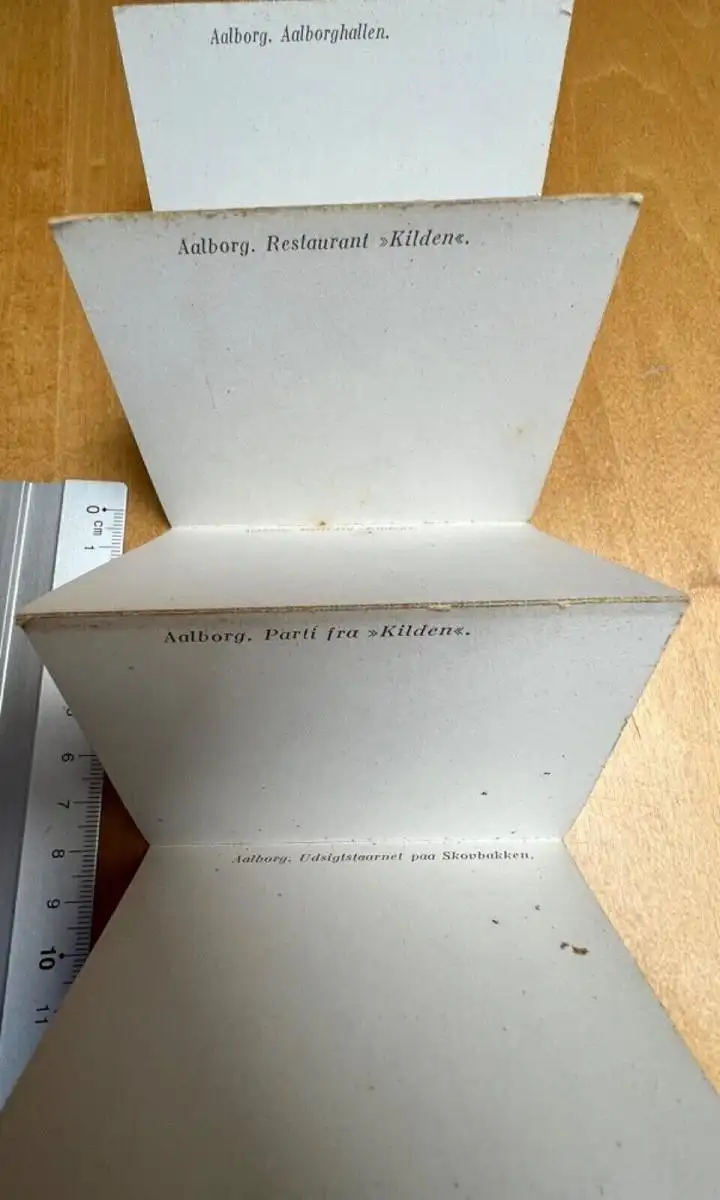 Aalborg. Aalborghallen.
Aalborg. Restaurant »Kilden«.
Aalborg. Parti fra »Kilden«.
Aalborg. Udsigtstaarnet paa Skovbakken.
0
cm
1
6
7
8
9
10
11